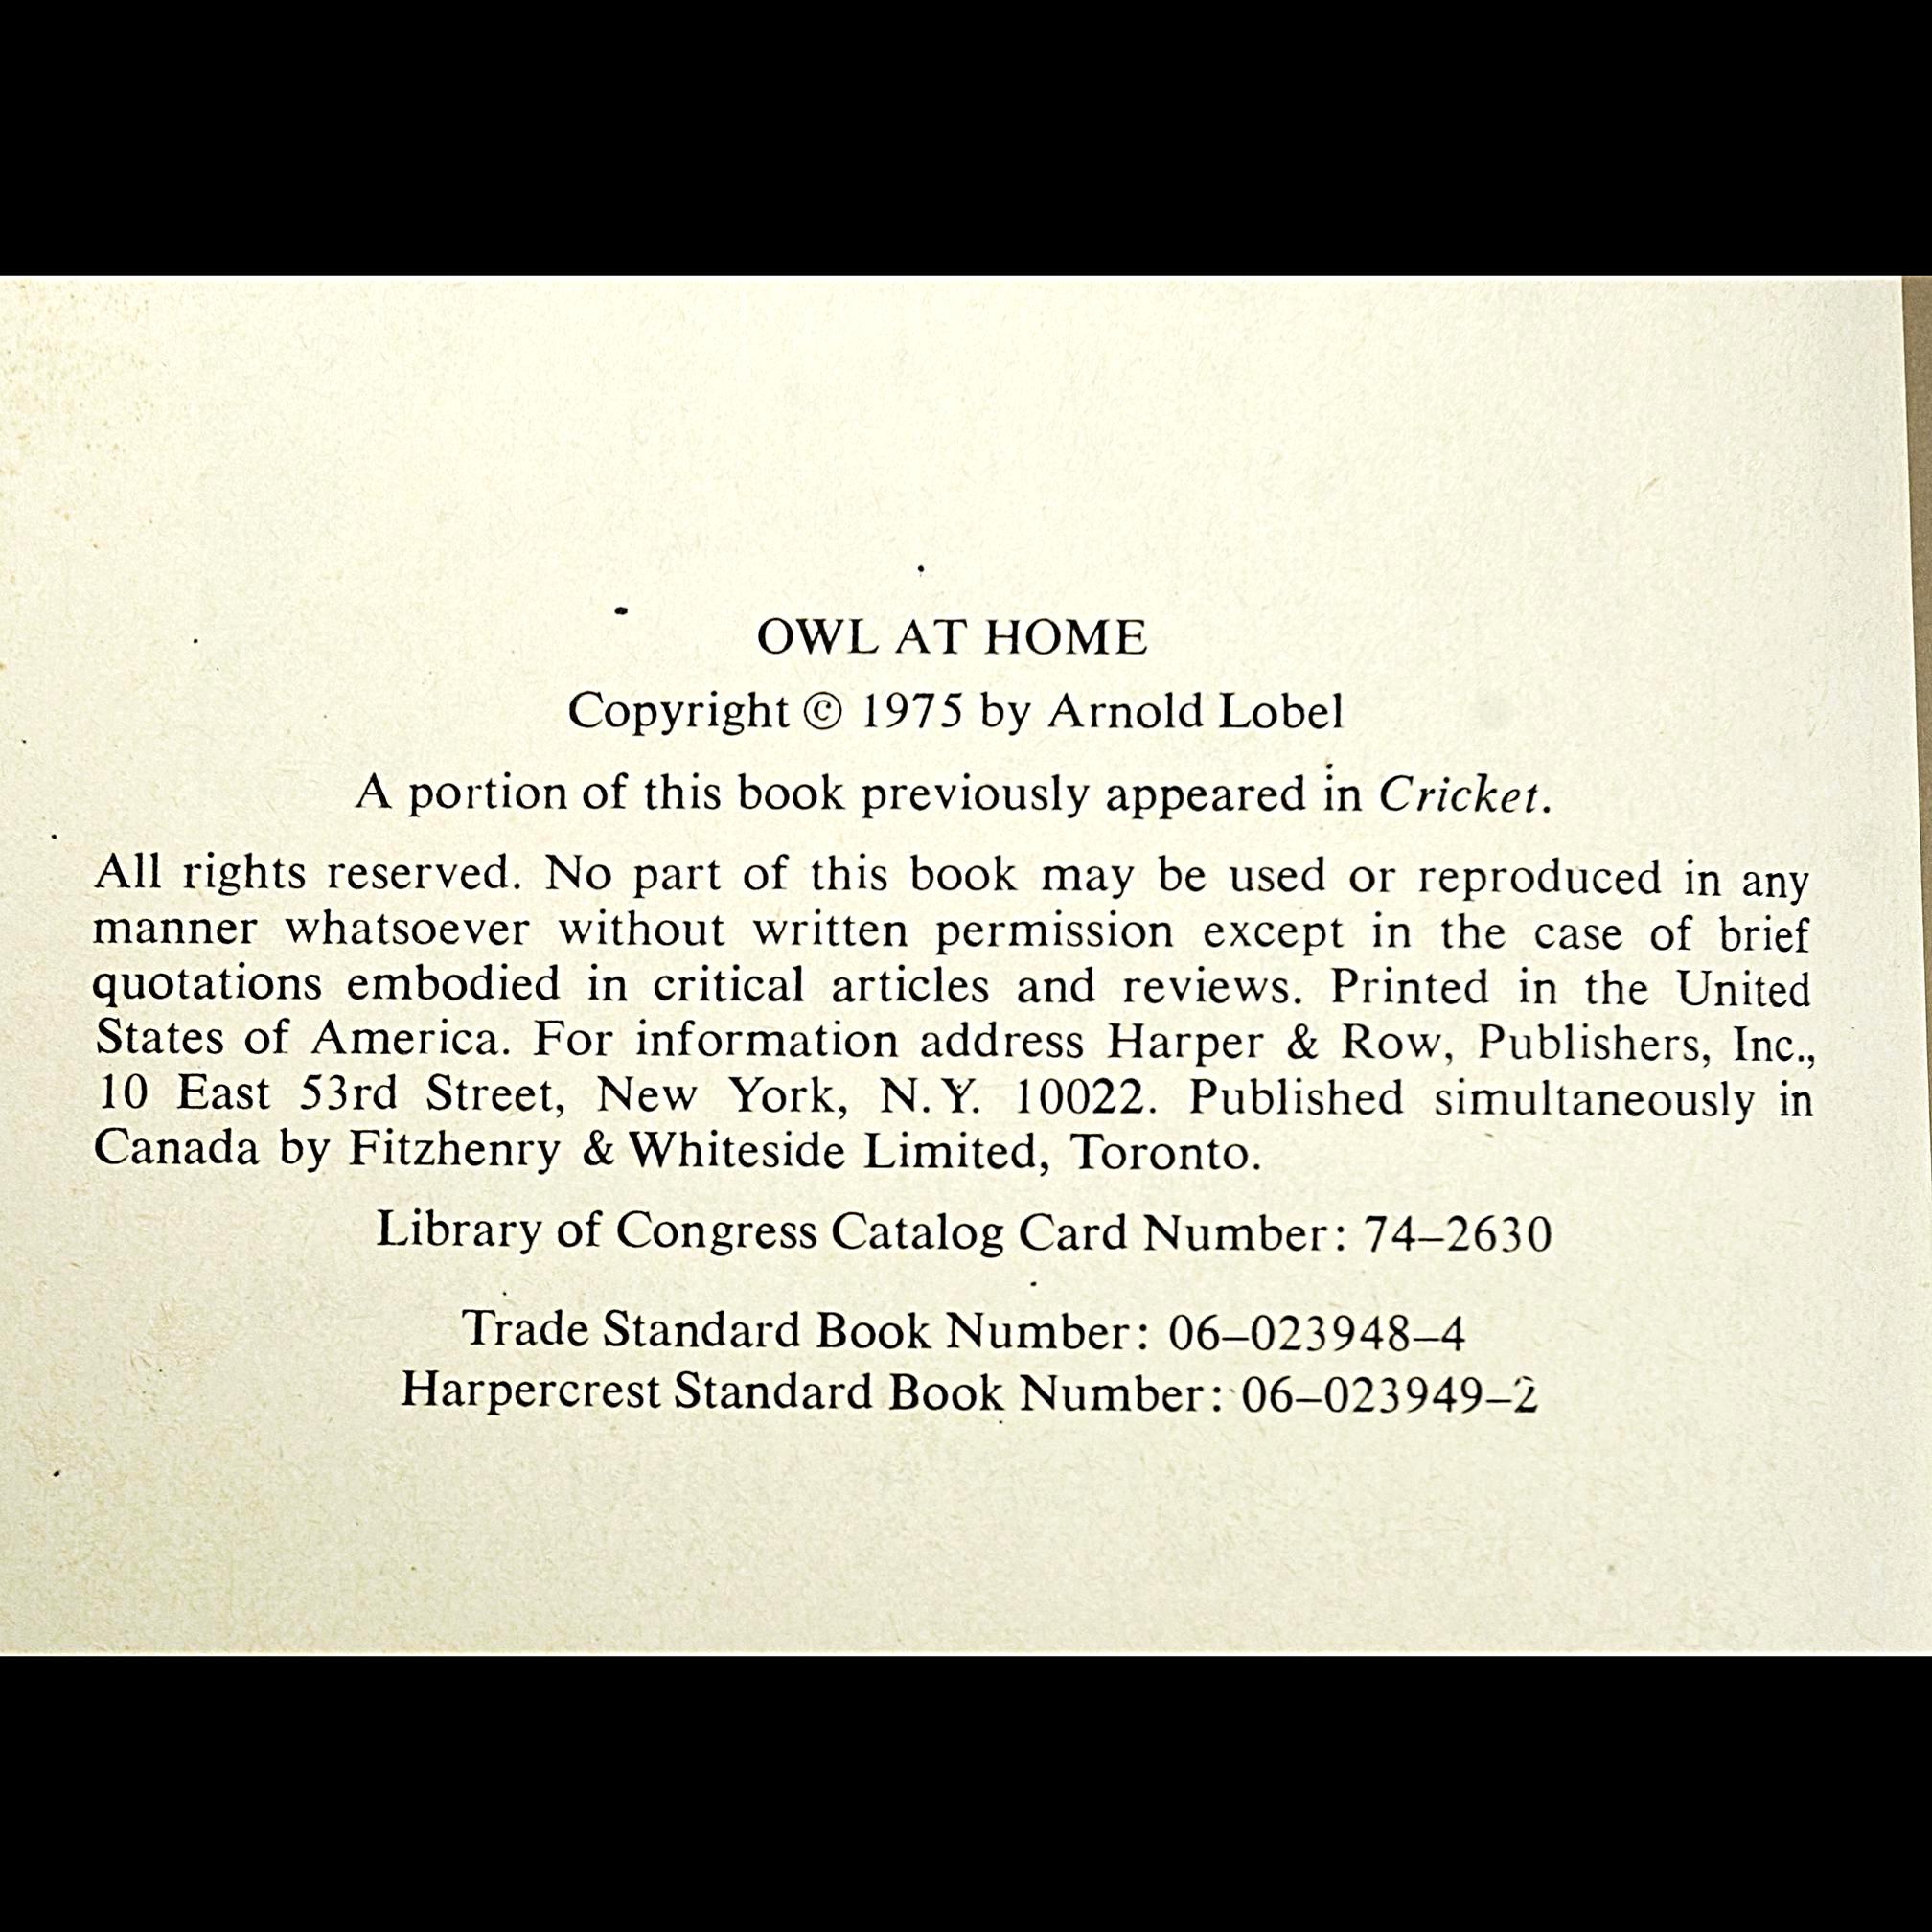 OWL AT HOME
Copyright © 1975 by Arnold Lobel
A portion of this book previously appeared in Cricket.
All rights reserved. No part of this book may be used or reproduced in any
manner whatsoever without written permission except in the case of brief
quotations embodied in critical articles and reviews. Printed in the United
States of America. For information address Harper & Row, Publishers, Inc.,
10 East 53rd Street, New York, N.Y. 10022. Published simultaneously in
Canada by Fitzhenry & Whiteside Limited, Toronto.
Library of Congress Catalog Card Number: 74–2630
Trade Standard Book Number: 06–023948–4
Harpercrest Standard Book Number: 06–023949–2